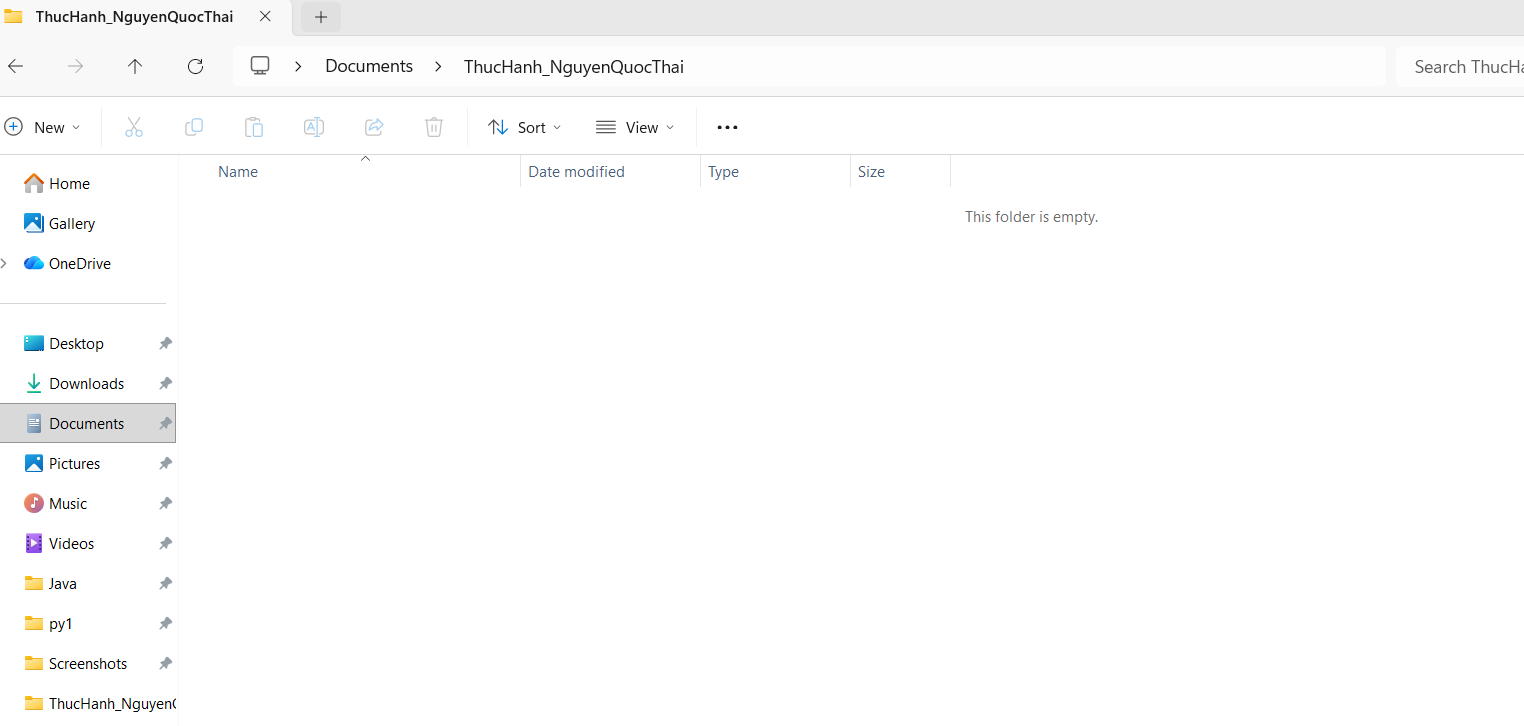 ThucHanh_NguyenQuocThai
Documents
ThucHanh_NguyenQuocThai
Search ThucHa
New
Sort
View
Name
Date modified
Type
Size
This folder is empty.
Home
Gallery
OneDrive
Desktop
Downloads
Documents
Pictures
Music
Videos
Java
py1
Screenshots
ThucHanh_Nguyen